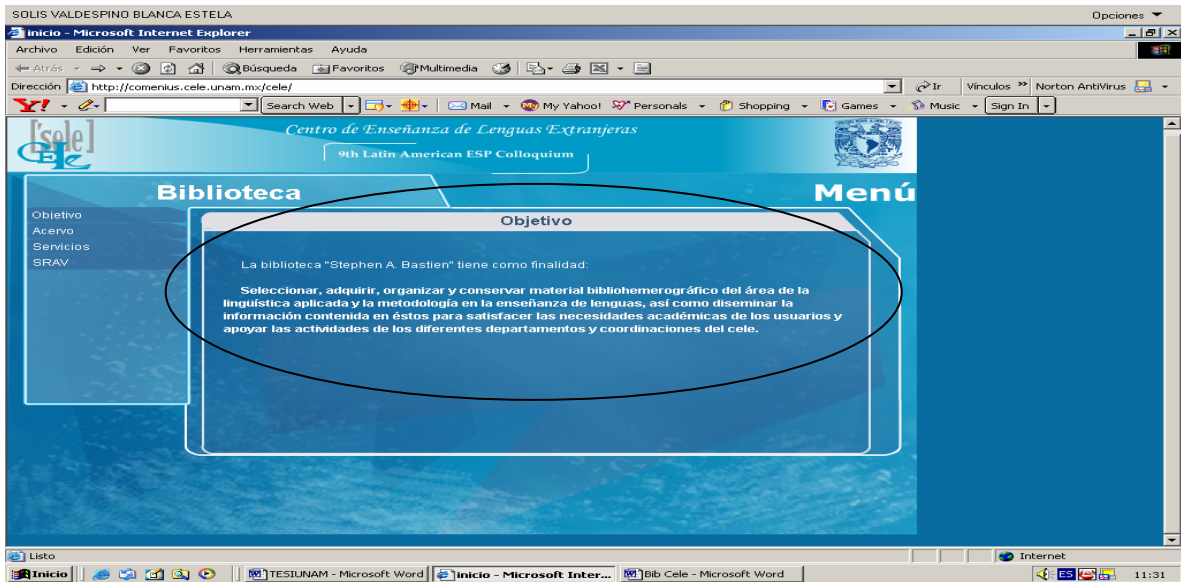 SOLIS VALDESPINO BLANCA ESTELA Opciones
inicio - Microsoft Internet Explorer
Archivo Edición Ver Favoritos Herramientas Ayuda
Atrás Búsqueda Favoritos Multimedia
Dirección http://comenius.cele.unam.mx/cele/ Ir Vínculos » Norton AntiVirus
Y! Search Web Mail My Yahoo! Personals Shopping Games Music Sign In
['sele]
CELE
Centro de Enseñanza de Lenguas Extranjeras
9th Latin American ESP Colloquium
Biblioteca Menú
Objetivo
Acervo
Servicios
SRAV
Objetivo
La biblioteca "Stephen A. Bastien" tiene como finalidad:
Seleccionar, adquirir, organizar y conservar material bibliohemerográfico del área de la
lingüística aplicada y la metodología en la enseñanza de lenguas, así como diseminar la
información contenida en éstos para satisfacer las necesidades académicas de los usuarios y
apoyar las actividades de los diferentes departamentos y coordinaciones del cele.
Listo Internet
Inicio TESIUNAM - Microsoft Word inicio - Microsoft Inter... Bib Cele - Microsoft Word ES 11:31